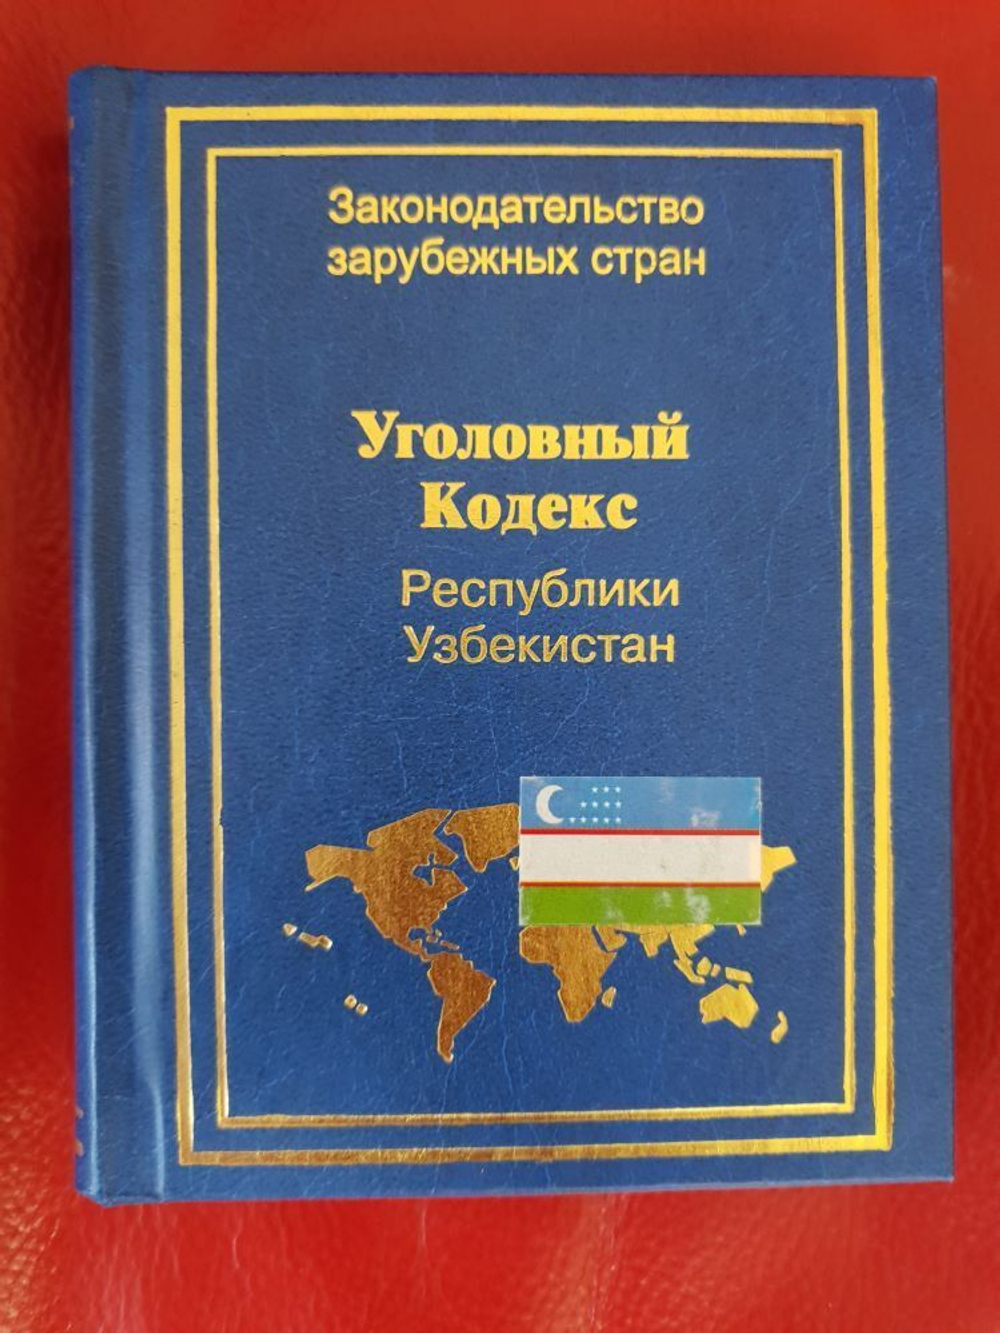 Законодательство
зарубежных стран
Уголовный
Кодекс
Республики
Узбекистан